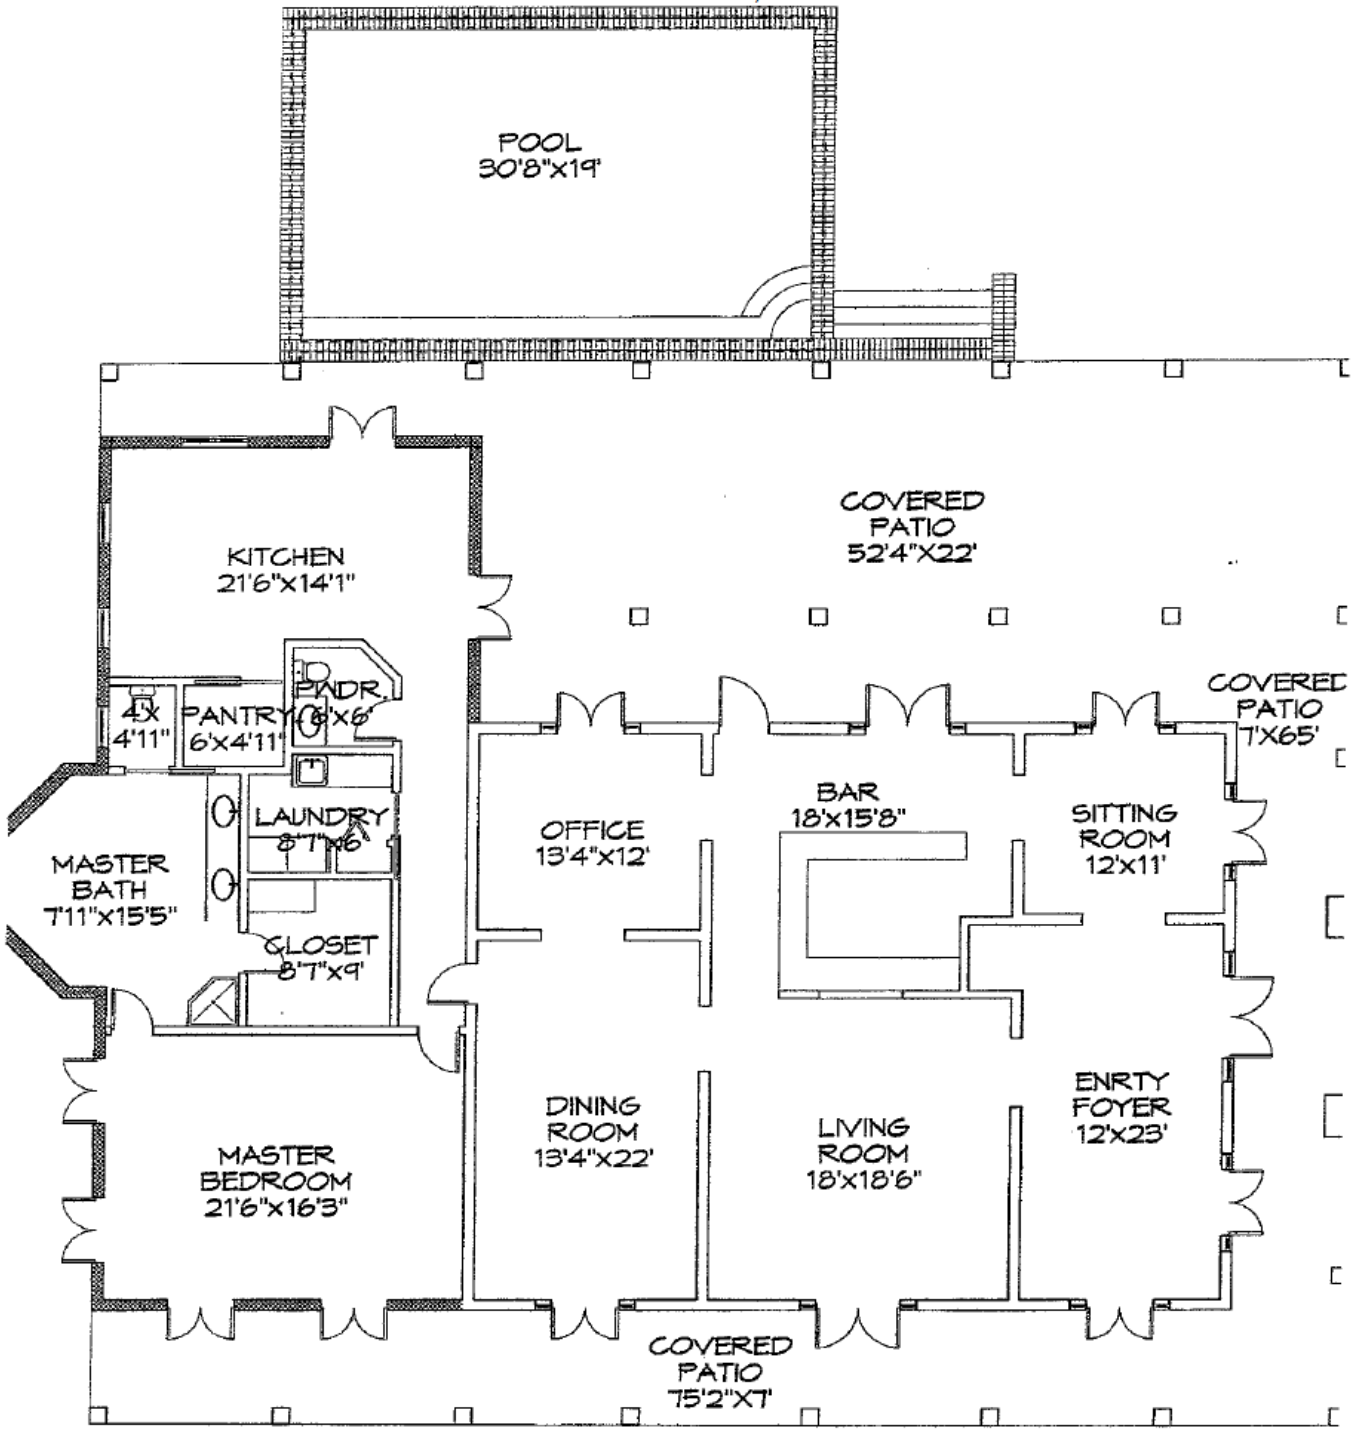 POOL
30'8"x19'
COVERED
PATIO
52'4"X22'
KITCHEN
21'6"x14'1"
PWDR.
6'x6'
4'x
4'11"
PANTRY
6'x4'11"
COVERED
PATIO
7'X65'
LAUNDRY
8'7"x6'
BAR
18'x15'8"
OFFICE
13'4"x12'
SITTING
ROOM
12'x11'
MASTER
BATH
7'11"x15'5"
CLOSET
8'7"x9'
ENRTY
FOYER
12'x23'
DINING
ROOM
13'4"x22'
LIVING
ROOM
18'x18'6"
MASTER
BEDROOM
21'6"x16'3"
COVERED
PATIO
75'2"X7'